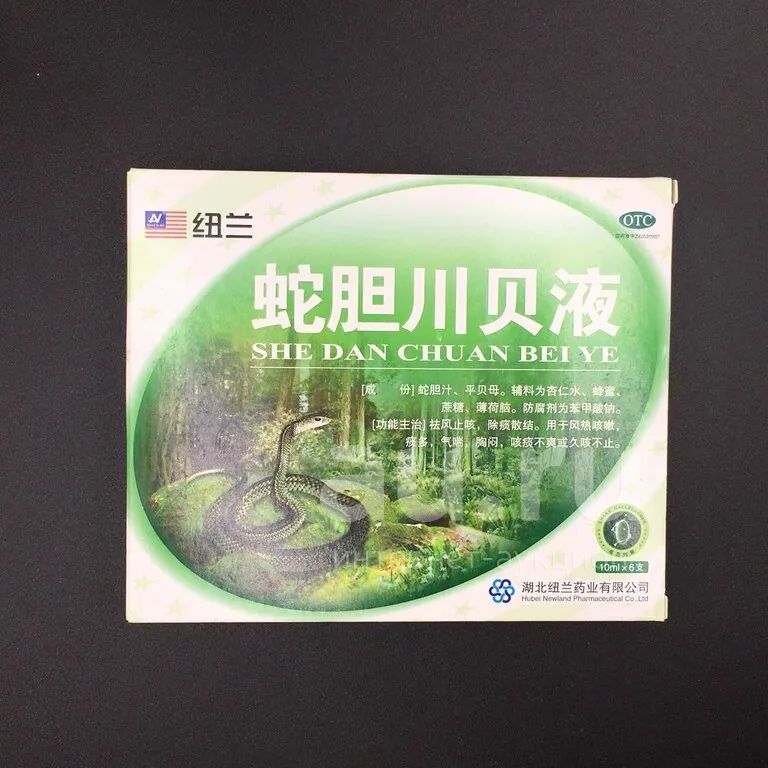 纽兰
OTC
蛇胆川贝液
SHE DAN CHUAN BEI YE
[成 份] 蛇胆汁、平贝母。辅料为杏仁水、蜂蜜、
蔗糖、薄荷脑。防腐剂为苯甲酸钠。
[功能主治] 祛风止咳，除痰散结。用于风热咳嗽，
痰多，气喘，胸闷，咳痰不爽或久咳不止。
au.ru
интернет-аукцион
10ml×6支
湖北纽兰药业有限公司
Hubei Newland Pharmaceutical Co.,Ltd